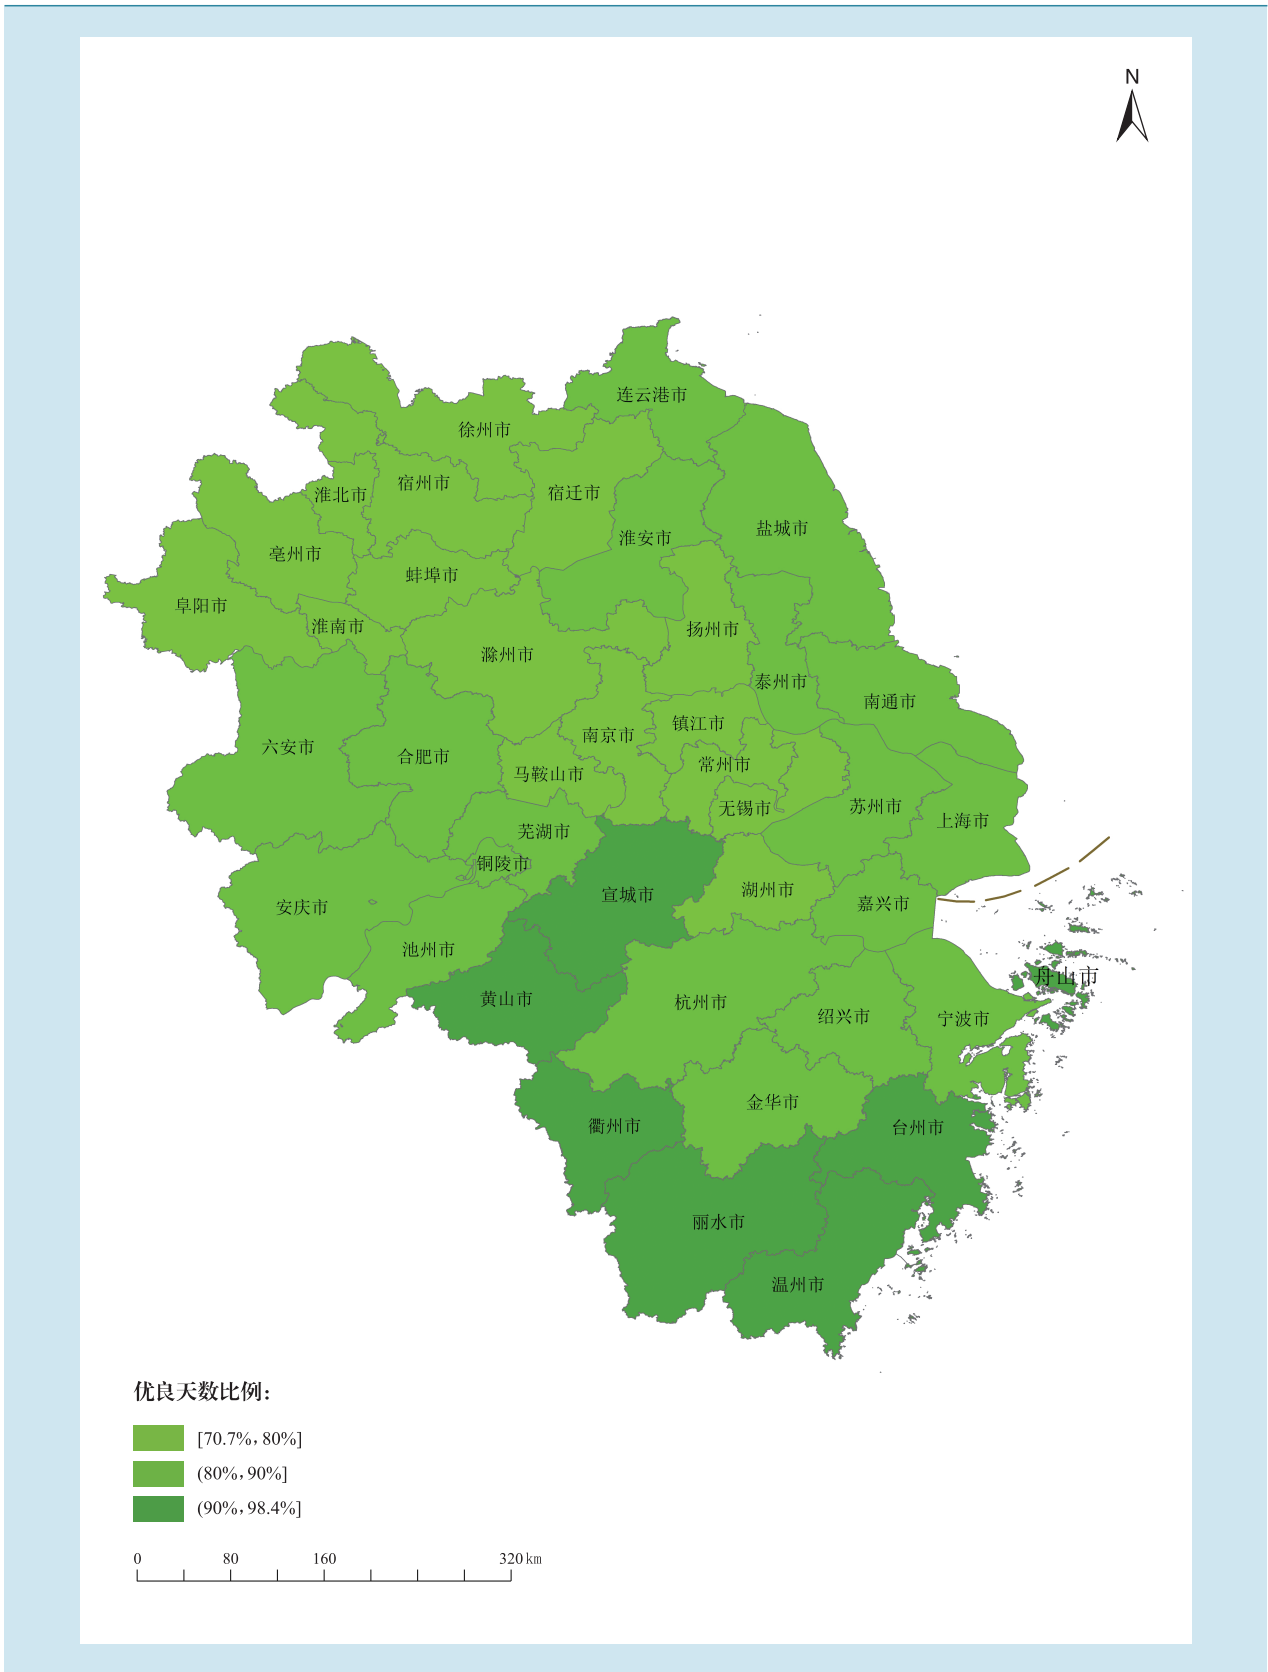 N
连云港市
徐州市
宿州市
淮北市
宿迁市
盐城市
淮安市
亳州市
蚌埠市
阜阳市
淮南市
扬州市
滁州市
泰州市
南通市
镇江市
南京市
六安市
合肥市
常州市
马鞍山市
无锡市
苏州市
上海市
芜湖市
铜陵市
湖州市
宣城市
嘉兴市
安庆市
池州市
舟山市
黄山市
杭州市
绍兴市
宁波市
金华市
衢州市
台州市
丽水市
温州市
优良天数比例：
[70.7%，80%]
(80%，90%]
(90%，98.4%]
0 80 160 320 km